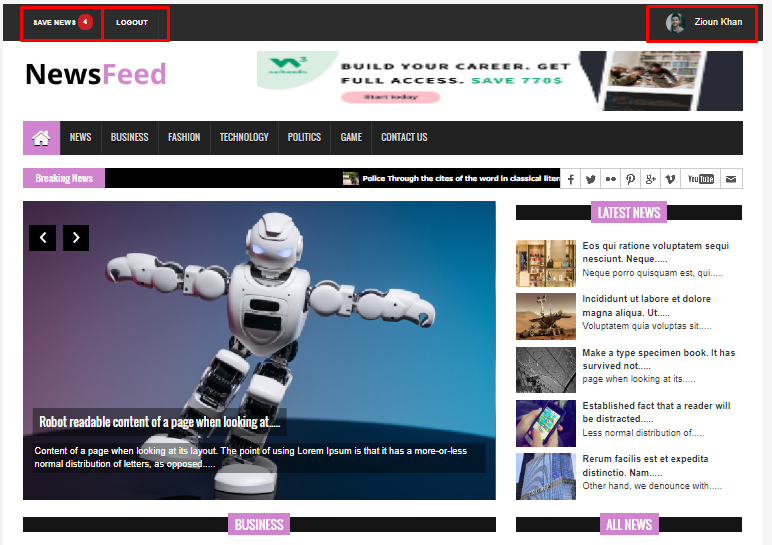 SAVE NEWS 4 LOGOUT Zioun Khan
NewsFeed
W3
schools
BUILD YOUR CAREER. GET
FULL ACCESS. SAVE 770$
Start today
NEWS BUSINESS FASHION TECHNOLOGY POLITICS GAME CONTACT US
Breaking News Police Through the cites of the word in classical liter
YouTube
LATEST NEWS
Eos qui ratione voluptatem sequi
nesciunt. Neque.....
Neque porro quisquam est, qui.....
Incididunt ut labore et dolore
magna aliqua. Ut.....
Voluptatem quia voluptas sit.....
Make a type specimen book. It has
survived not.....
page when looking at its.....
Established fact that a reader will
be distracted.....
Less normal distribution of.....
Rerum facilis est et expedita
distinctio. Nam.....
Other hand, we denounce with.....
Robot readable content of a page when looking at.....
Content of a page when looking at its layout. The point of using Lorem Ipsum is that it has a more-or-less
normal distribution of letters, as opposed.....
BUSINESS
ALL NEWS